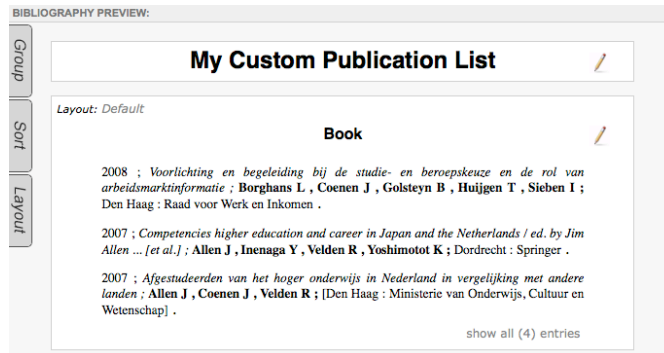 BIBLIOGRAPHY PREVIEW:
Group
Sort
Layout
My Custom Publication List
Layout: Default
Book
2008 ; Voorlichting en begeleiding bij de studie- en beroepskeuze en de rol van
arbeidsmarktinformatie ; Borghans L , Coenen J , Golsteyn B , Huijgen T , Sieben I ;
Den Haag : Raad voor Werk en Inkomen .
2007 ; Competencies higher education and career in Japan and the Netherlands / ed. by Jim
Allen ... [et al.] ; Allen J , Inenaga Y , Velden R , Yoshimotot K ; Dordrecht : Springer .
2007 ; Afgestudeerden van het hoger onderwijs in Nederland in vergelijking met andere
landen ; Allen J , Coenen J , Velden R ; [Den Haag : Ministerie van Onderwijs, Cultuur en
Wetenschap] .
show all (4) entries